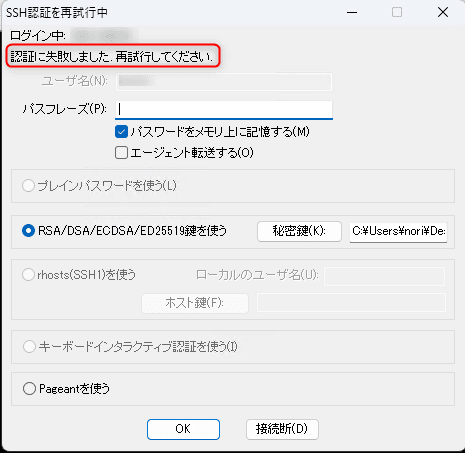 SSH認証を再試行中
ログイン中:
認証に失敗しました. 再試行してください.
ユーザ名(N):
パスフレーズ(P):
パスワードをメモリ上に記憶する(M)
エージェント転送する(O)
プレインパスワードを使う(L)
RSA/DSA/ECDSA/ED25519鍵を使う 秘密鍵(K): C:¥Users¥nori¥De:
rhosts(SSH1)を使う ローカルのユーザ名(U):
ホスト鍵(F):
キーボードインタラクティブ認証を使う(I)
Pageantを使う
OK 接続断(D)